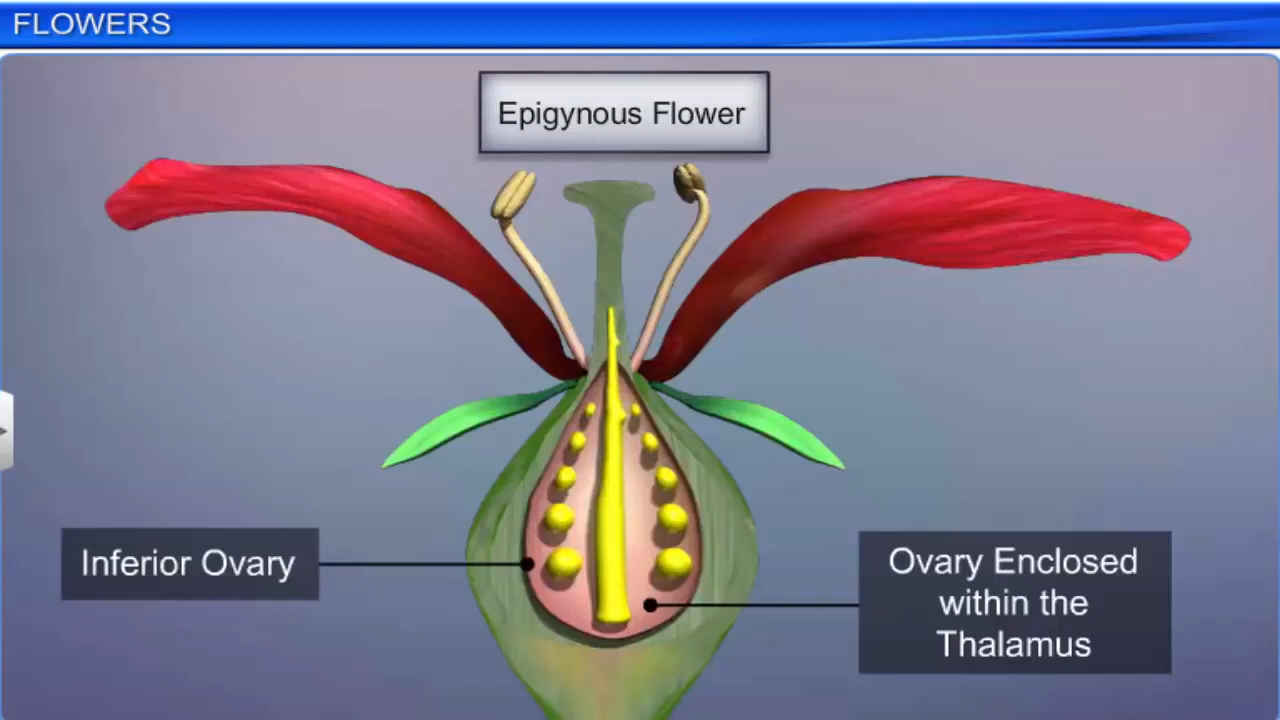 FLOWERS
Epigynous Flower
Inferior Ovary
Ovary Enclosed
within the
Thalamus